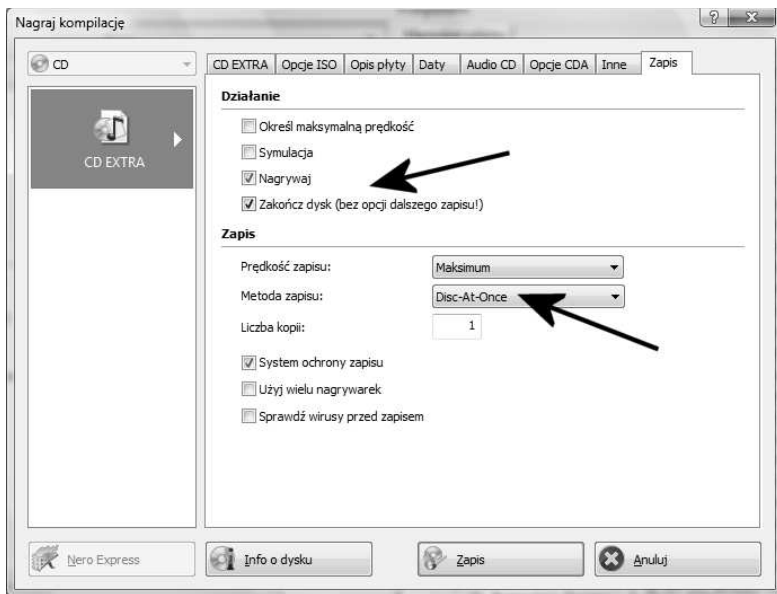 Nagraj kompilację
CD
CD EXTRA Opcje ISO Opis płyty Daty Audio CD Opcje CDA Inne Zapis
CD EXTRA
Działanie
Określ maksymalną prędkość
Symulacja
Nagrywaj
Zakończ dysk (bez opcji dalszego zapisu!)
Zapis
Prędkość zapisu: Maksimum
Metoda zapisu: Disc-At-Once
Liczba kopii: 1
System ochrony zapisu
Użyj wielu nagrywarek
Sprawdź wirusy przed zapisem
Nero Express Info o dysku Zapis Anuluj